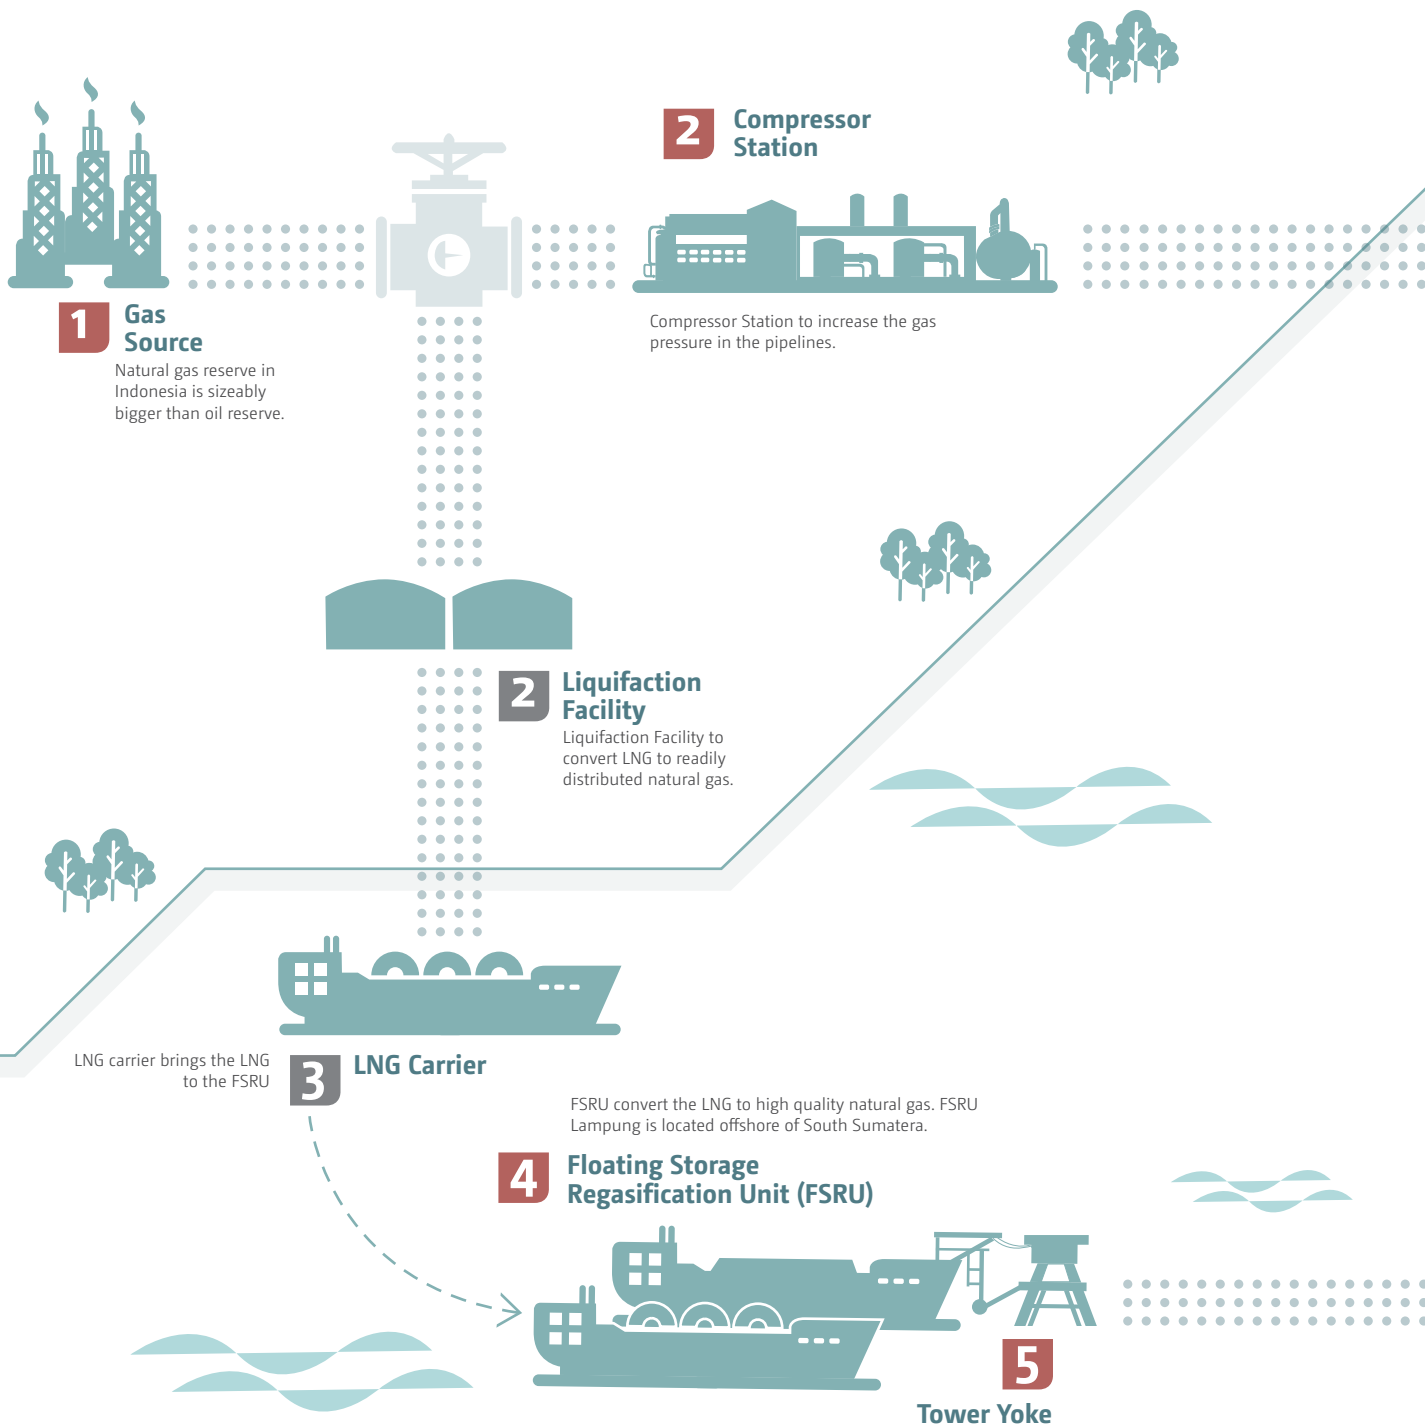 2
Compressor
Station
Compressor Station to increase the gas
pressure in the pipelines.
1
Gas
Source
Natural gas reserve in
Indonesia is sizeably
bigger than oil reserve.
2
Liquifaction
Facility
Liquifaction Facility to
convert LNG to readily
distributed natural gas.
LNG carrier brings the LNG
to the FSRU
3
LNG Carrier
FSRU convert the LNG to high quality natural gas. FSRU
Lampung is located offshore of South Sumatera.
4
Floating Storage
Regasification Unit (FSRU)
5
Tower Yoke